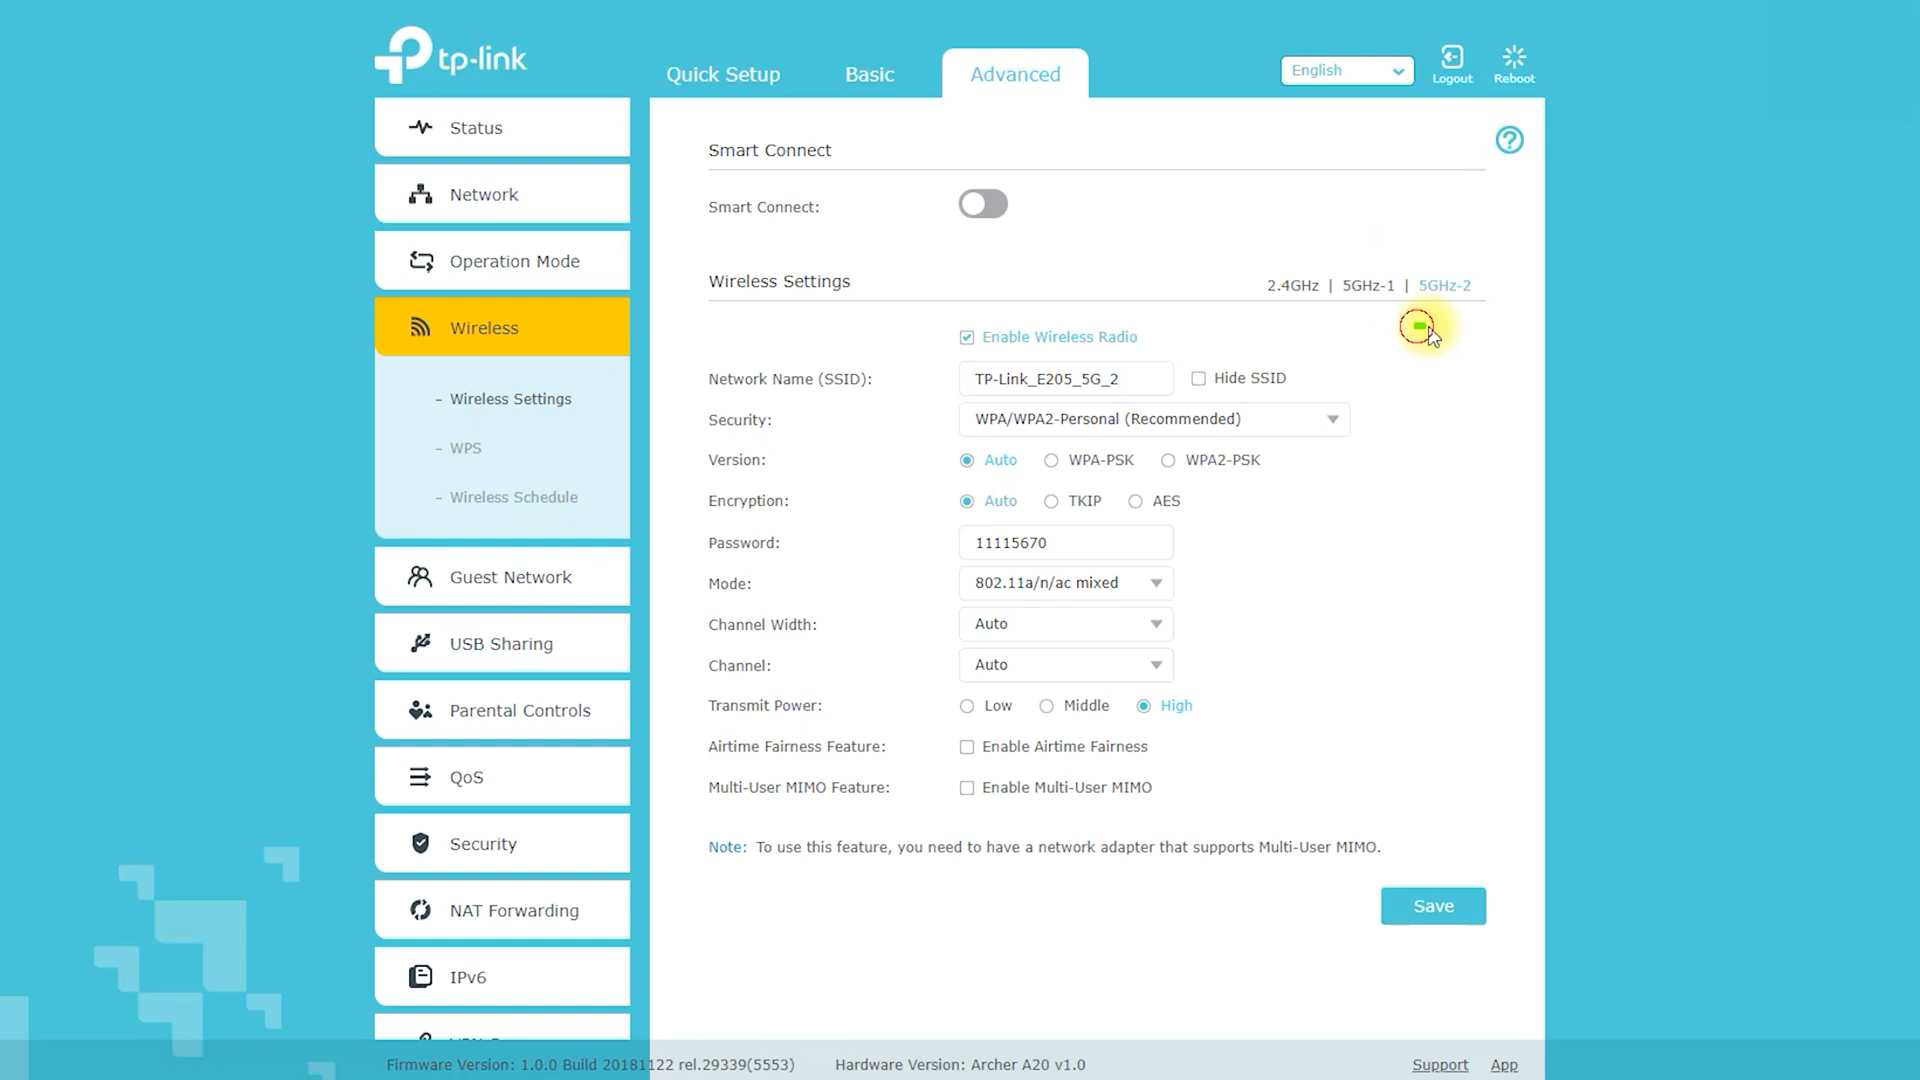 tp-link
Quick Setup
Basic
Advanced
English
Logout
Reboot
Status
Network
Operation Mode
Wireless
- Wireless Settings
- WPS
- Wireless Schedule
Guest Network
USB Sharing
Parental Controls
QoS
Security
NAT Forwarding
IPv6
Smart Connect
Smart Connect:
Wireless Settings
2.4GHz | 5GHz-1 | 5GHz-2
Enable Wireless Radio
Network Name (SSID): TP-Link_E205_5G_2 Hide SSID
Security: WPA/WPA2-Personal (Recommended)
Version: Auto WPA-PSK WPA2-PSK
Encryption: Auto TKIP AES
Password: 11115670
Mode: 802.11a/n/ac mixed
Channel Width: Auto
Channel: Auto
Transmit Power: Low Middle High
Airtime Fairness Feature: Enable Airtime Fairness
Multi-User MIMO Feature: Enable Multi-User MIMO
Note: To use this feature, you need to have a network adapter that supports Multi-User MIMO.
Save
Firmware Version: 1.0.0 Build 20181122 rel.29339(5553) Hardware Version: Archer A20 v1.0 Support App